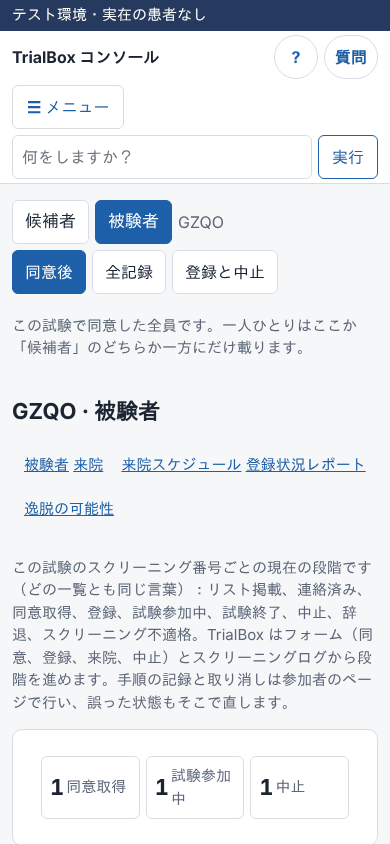 テスト環境・実在の患者なし
TrialBox コンソール
?
質問
☰ メニュー
何をしますか？
実行
候補者
被験者
GZQO
同意後
全記録
登録と中止
この試験で同意した全員です。一人ひとりはここか
「候補者」のどちらか一方にだけ載ります。
GZQO · 被験者
被験者 来院 来院スケジュール 登録状況レポート
逸脱の可能性
この試験のスクリーニング番号ごとの現在の段階です
（どの一覧とも同じ言葉）：リスト掲載、連絡済み、
同意取得、登録、試験参加中、試験終了、中止、辞
退、スクリーニング不適格。TrialBox はフォーム（同
意、登録、来院、中止）とスクリーニングログから段
階を進めます。手順の記録と取り消しは参加者のペー
ジで行い、誤った状態もそこで直します。
1 同意取得
1 試験参加
中
1 中止